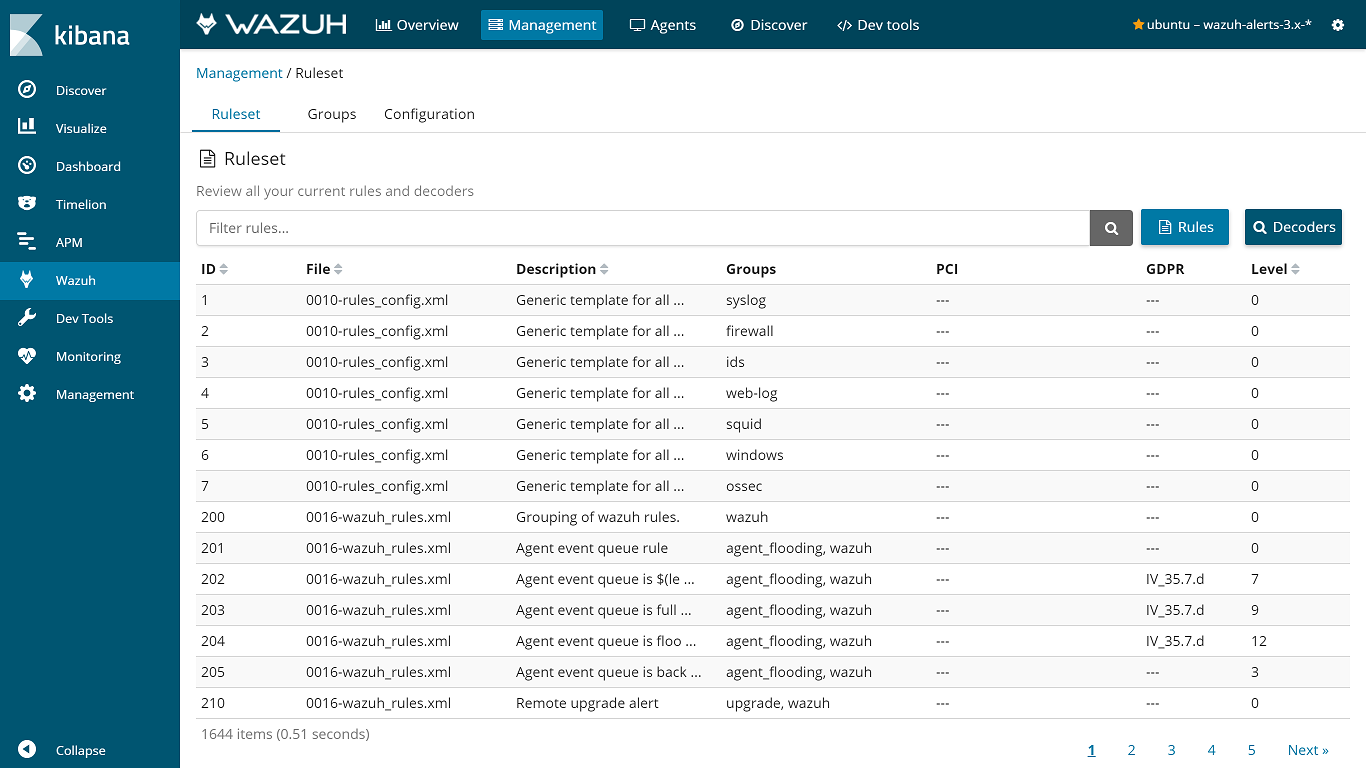 kibana
Discover
Visualize
Dashboard
Timelion
APM
Wazuh
Dev Tools
Monitoring
Management
Collapse
WAZUH Overview Management Agents Discover Dev tools ubuntu – wazuh-alerts-3.x-*
Management / Ruleset
Ruleset Groups Configuration
Ruleset
Review all your current rules and decoders
Filter rules... Rules Decoders
ID File Description Groups PCI GDPR Level
1 0010-rules_config.xml Generic template for all ... syslog --- --- 0
2 0010-rules_config.xml Generic template for all ... firewall --- --- 0
3 0010-rules_config.xml Generic template for all ... ids --- --- 0
4 0010-rules_config.xml Generic template for all ... web-log --- --- 0
5 0010-rules_config.xml Generic template for all ... squid --- --- 0
6 0010-rules_config.xml Generic template for all ... windows --- --- 0
7 0010-rules_config.xml Generic template for all ... ossec --- --- 0
200 0016-wazuh_rules.xml Grouping of wazuh rules. wazuh --- --- 0
201 0016-wazuh_rules.xml Agent event queue rule agent_flooding, wazuh --- --- 0
202 0016-wazuh_rules.xml Agent event queue is $(le ... agent_flooding, wazuh --- IV_35.7.d 7
203 0016-wazuh_rules.xml Agent event queue is full ... agent_flooding, wazuh --- IV_35.7.d 9
204 0016-wazuh_rules.xml Agent event queue is floo ... agent_flooding, wazuh --- IV_35.7.d 12
205 0016-wazuh_rules.xml Agent event queue is back ... agent_flooding, wazuh --- --- 3
210 0016-wazuh_rules.xml Remote upgrade alert upgrade, wazuh --- --- 0
1644 items (0.51 seconds)
1 2 3 4 5 Next »